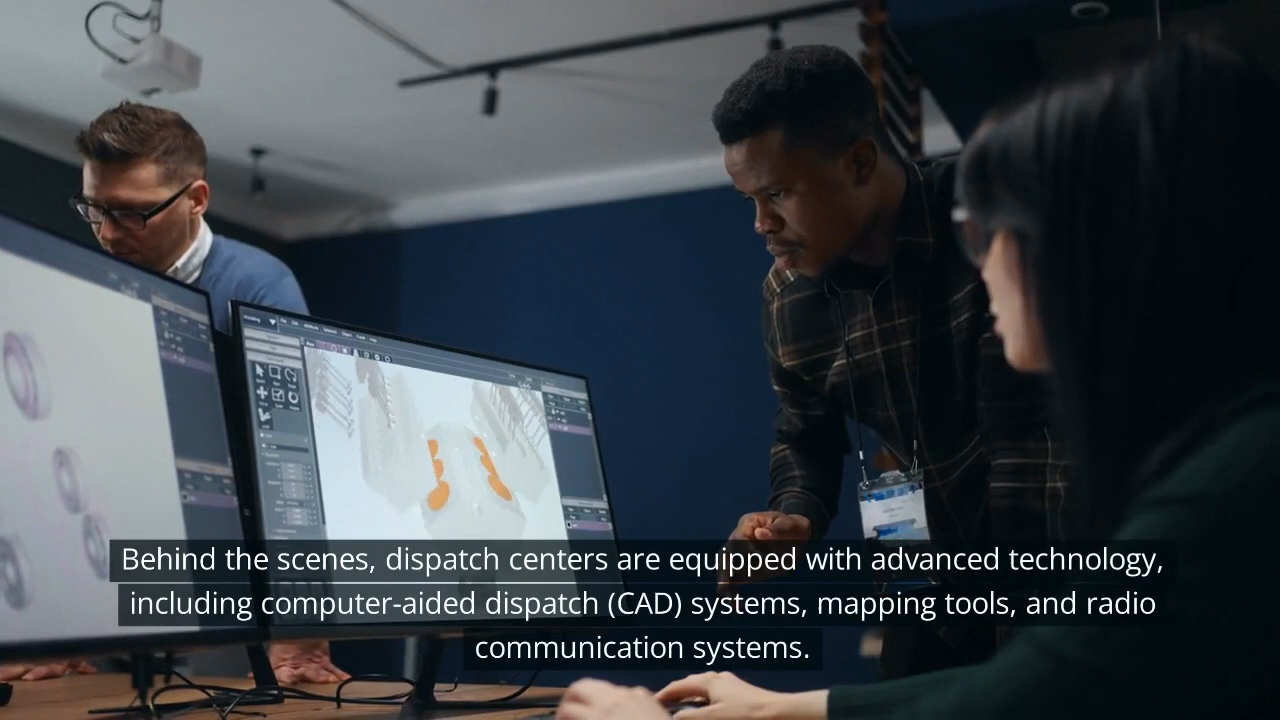 Behind the scenes, dispatch centers are equipped with advanced technology,
including computer-aided dispatch (CAD) systems, mapping tools, and radio
communication systems.